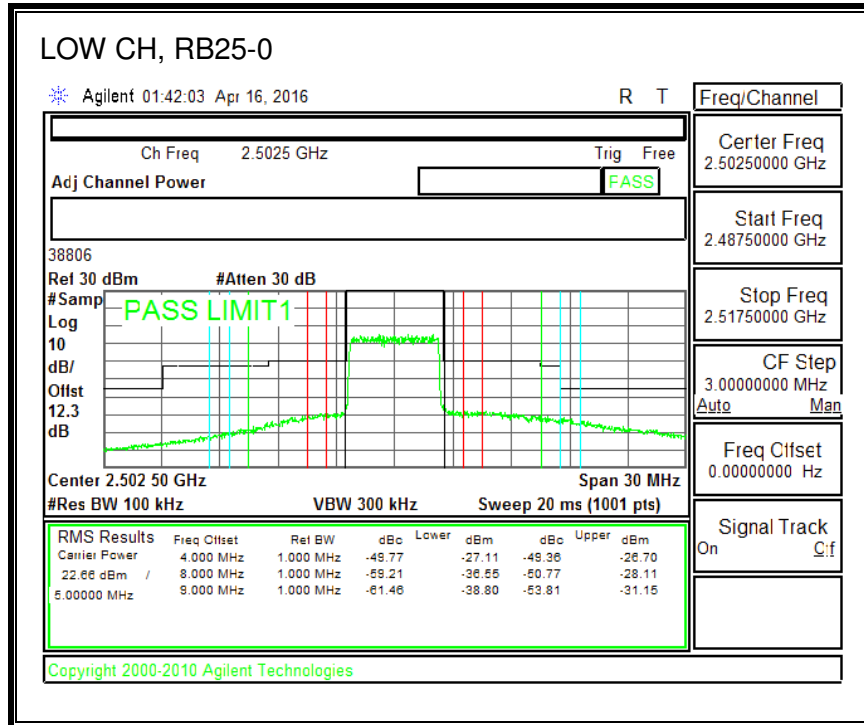 LOW CH, RB25-0
Agilent 01:42:03 Apr 16, 2016 R T
Freq/Channel
Ch Freq 2.5025 GHz Trig Free
Adj Channel Power PASS
Center Freq
2.50250000 GHz
Start Freq
2.48750000 GHz
Stop Freq
2.51750000 GHz
CF Step
3.00000000 MHz
Auto Man
Freq Offset
0.00000000 Hz
Signal Track
On Off
38806
Ref 30 dBm #Atten 30 dB
#Samp
Log
10
dB/
Offst
12.3
dB
PASS LIMIT1
Center 2.502 50 GHz Span 30 MHz
#Res BW 100 kHz VBW 300 kHz Sweep 20 ms (1001 pts)
RMS Results Freq Offset Ref BW dBc Lower dBm dBc Upper dBm
Carrier Power 4.000 MHz 1.000 MHz -49.77 -27.11 -49.36 -26.70
22.66 dBm / 8.000 MHz 1.000 MHz -59.21 -36.55 -50.77 -28.11
5.00000 MHz 9.000 MHz 1.000 MHz -61.46 -38.80 -53.81 -31.15
Copyright 2000-2010 Agilent Technologies